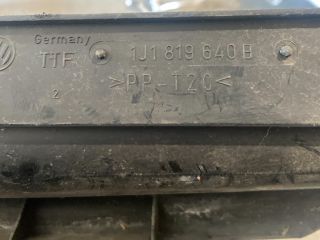 Germany
TTF 1J1 819 640 B
2 >PP-T20<